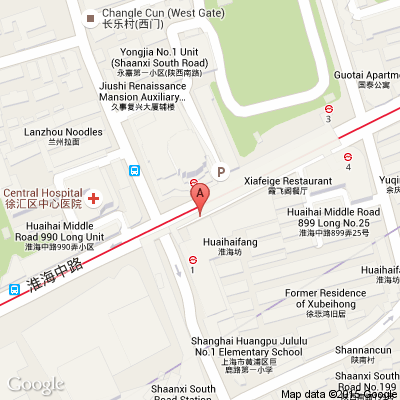 Changle Cun (West Gate)
长乐村(西门)
Yongjia No.1 Unit
(Shaanxi South Road)
永嘉第一小区(陕西南路)
Jiushi Renaissance
Mansion Auxiliary...
久事复兴大厦辅楼
Guotai Apartme
国泰公寓
3
Lanzhou Noodles
兰州拉面
P
4
Xiafeige Restaurant
霞飞阁餐厅
Yuqin
余庆
Central Hospital
徐汇区中心医院
A
Huaihai Middle Road
899 Long No.25
淮海中路899弄25号
Huaihai Middle
Road 990 Long Unit
淮海中路990弄小区
Huaihaifang
淮海坊
淮海中路
1
Huaihaifang
淮海坊
Former Residence
of Xubeihong
徐悲鸿旧居
Shanghai Huangpu Jululu
No.1 Elementary School
上海市黄浦区巨
鹿路第一小学
Shannancun
陕南村
Shaanxi South
Road No.199
Shaanxi South
Road
Google
Map data ©2015 Google